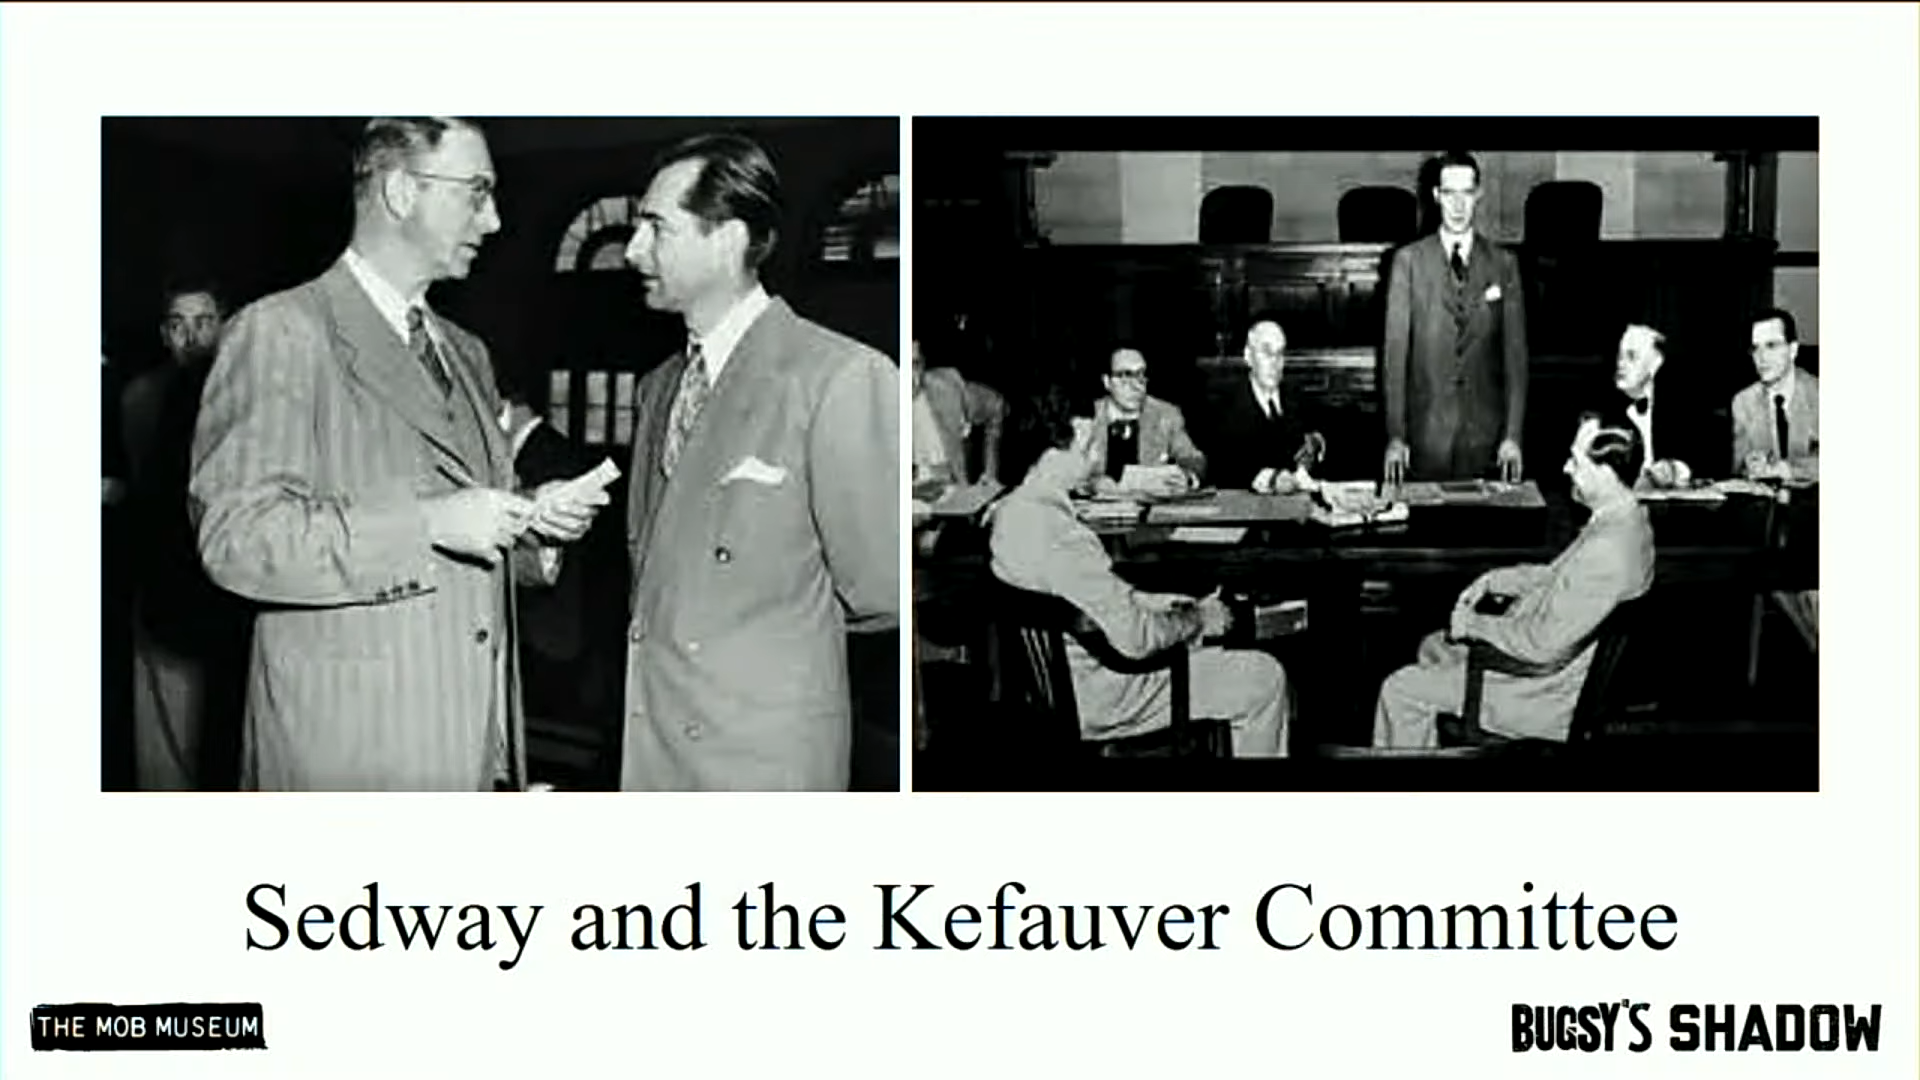 Sedway and the Kefauver Committee
THE MOB MUSEUM
BUGSY'S SHADOW